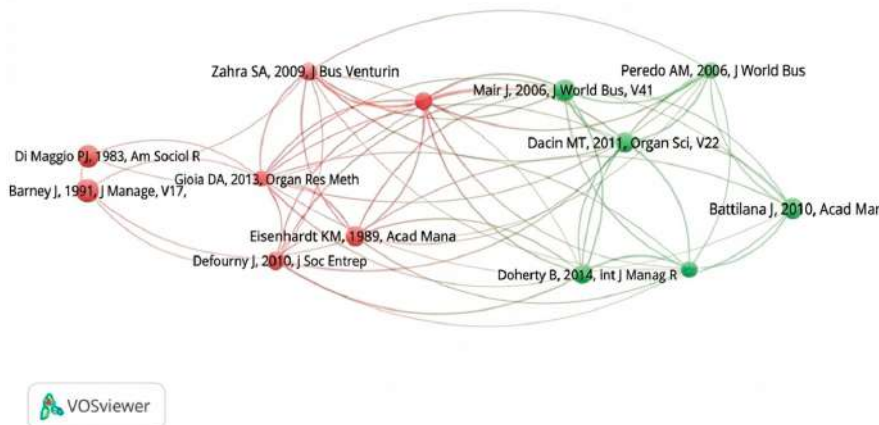 Zahra SA, 2009, J Bus Venturin
Peredo AM, 2006, J World Bus
Mair J, 2006, J World Bus, V41
Di Maggio PJ, 1983, Am Sociol R
Dacin MT, 2011, Organ Sci, V22
Gioia DA, 2013, Organ Res Meth
Barney J, 1991, J Manage, V17,
Battilana J, 2010, Acad Mar
Eisenhardt KM, 1989, Acad Mana
Defourny J, 2010, j Soc Entrep
Doherty B, 2014, int J Manag R
VOSviewer